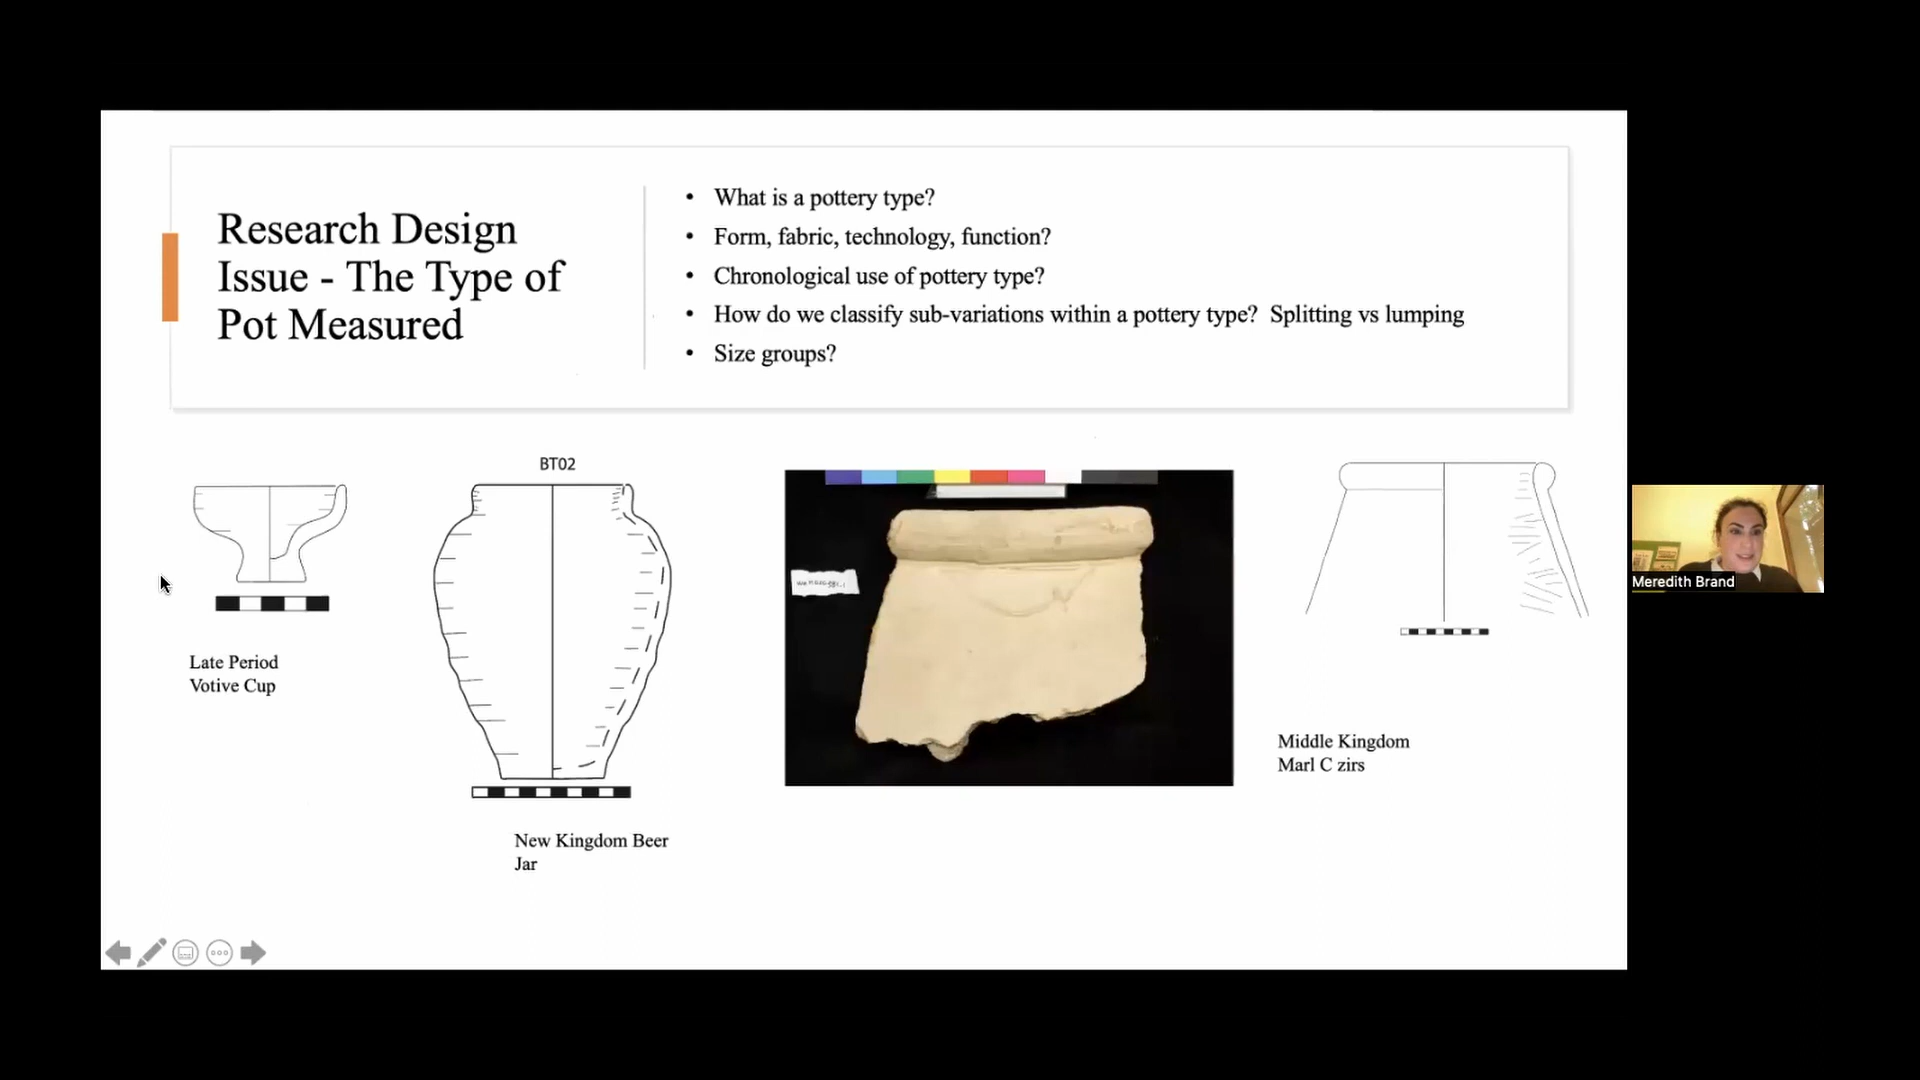 Research Design
Issue - The Type of
Pot Measured
• What is a pottery type?
• Form, fabric, technology, function?
• Chronological use of pottery type?
• How do we classify sub-variations within a pottery type?  Splitting vs lumping
• Size groups?
BT02
Late Period
Votive Cup
New Kingdom Beer
Jar
Middle Kingdom
Marl C zirs
Meredith Brand